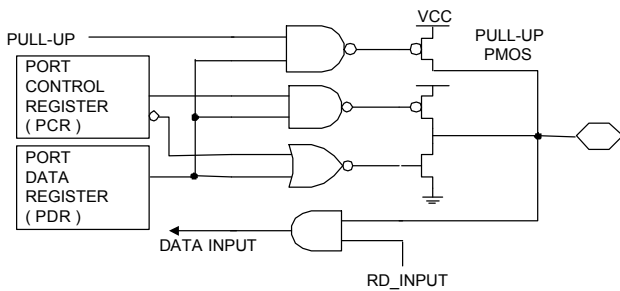 VCC
PULL-UP
PULL-UP
PMOS
PORT
CONTROL
REGISTER
( PCR )
PORT
DATA
REGISTER
( PDR )
DATA INPUT
RD_INPUT